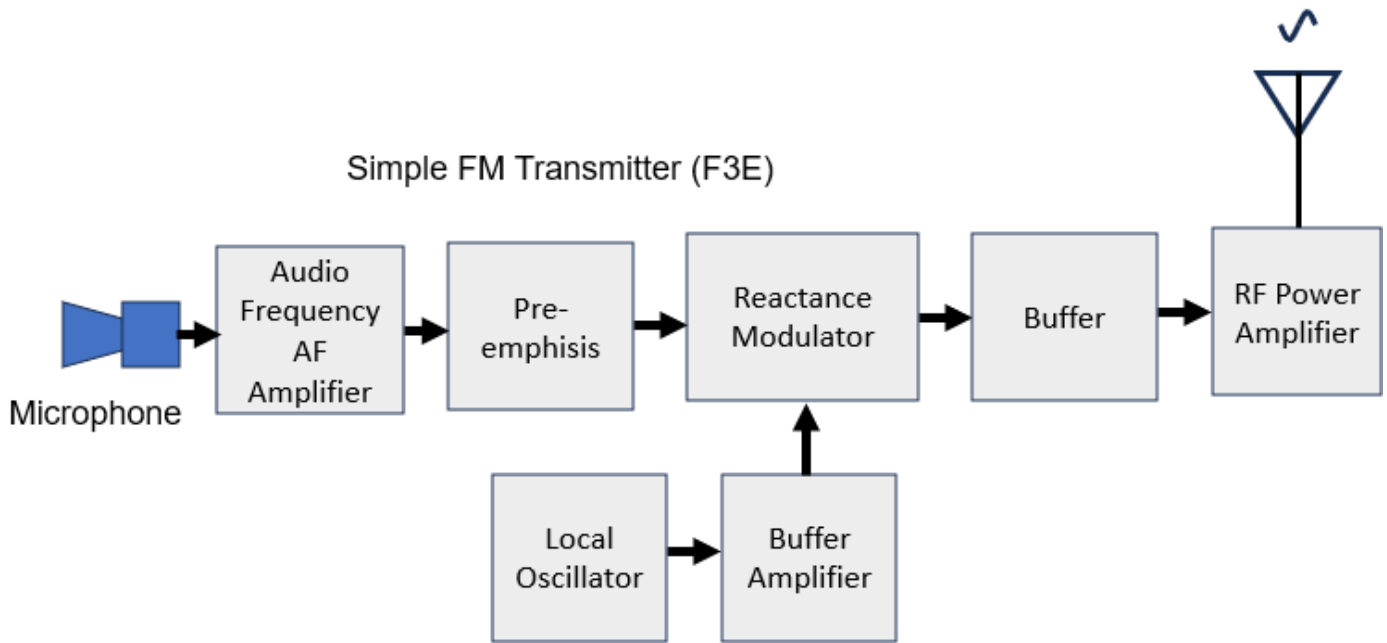 Simple FM Transmitter (F3E)
Microphone
Audio
Frequency
AF
Amplifier
Pre-
emphisis
Reactance
Modulator
Buffer
RF Power
Amplifier
Local
Oscillator
Buffer
Amplifier